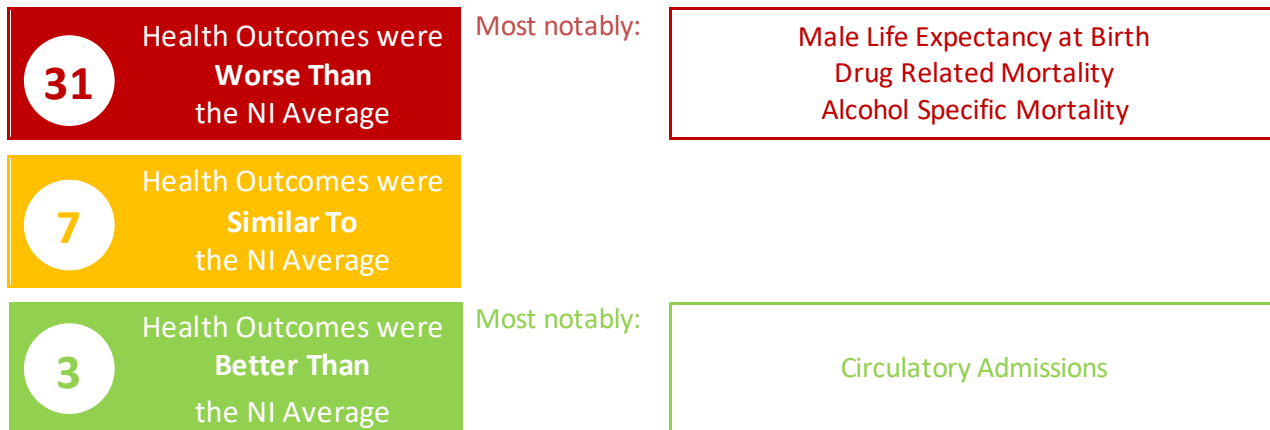 31
Health Outcomes were
Worse Than
the NI Average
Most notably:
Male Life Expectancy at Birth
Drug Related Mortality
Alcohol Specific Mortality
7
Health Outcomes were
Similar To
the NI Average
3
Health Outcomes were
Better Than
the NI Average
Most notably:
Circulatory Admissions